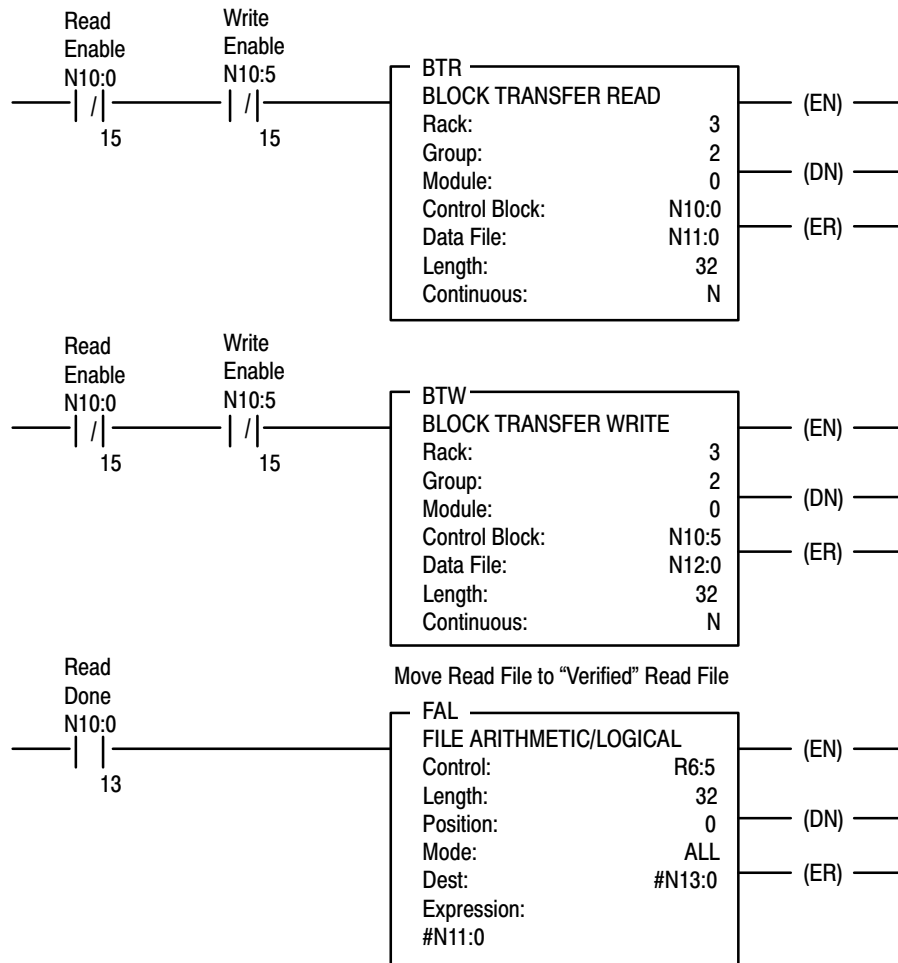 Read Write
Enable Enable
N10:0 N10:5
/ /
15 15
BTR
BLOCK TRANSFER READ
Rack: 3
Group: 2
Module: 0
Control Block: N10:0
Data File: N11:0
Length: 32
Continuous: N
(EN)
(DN)
(ER)
Read Write
Enable Enable
N10:0 N10:5
/ /
15 15
BTW
BLOCK TRANSFER WRITE
Rack: 3
Group: 2
Module: 0
Control Block: N10:5
Data File: N12:0
Length: 32
Continuous: N
(EN)
(DN)
(ER)
Read
Done
N10:0
13
Move Read File to “Verified” Read File
FAL
FILE ARITHMETIC/LOGICAL
Control: R6:5
Length: 32
Position: 0
Mode: ALL
Dest: #N13:0
Expression:
#N11:0
(EN)
(DN)
(ER)